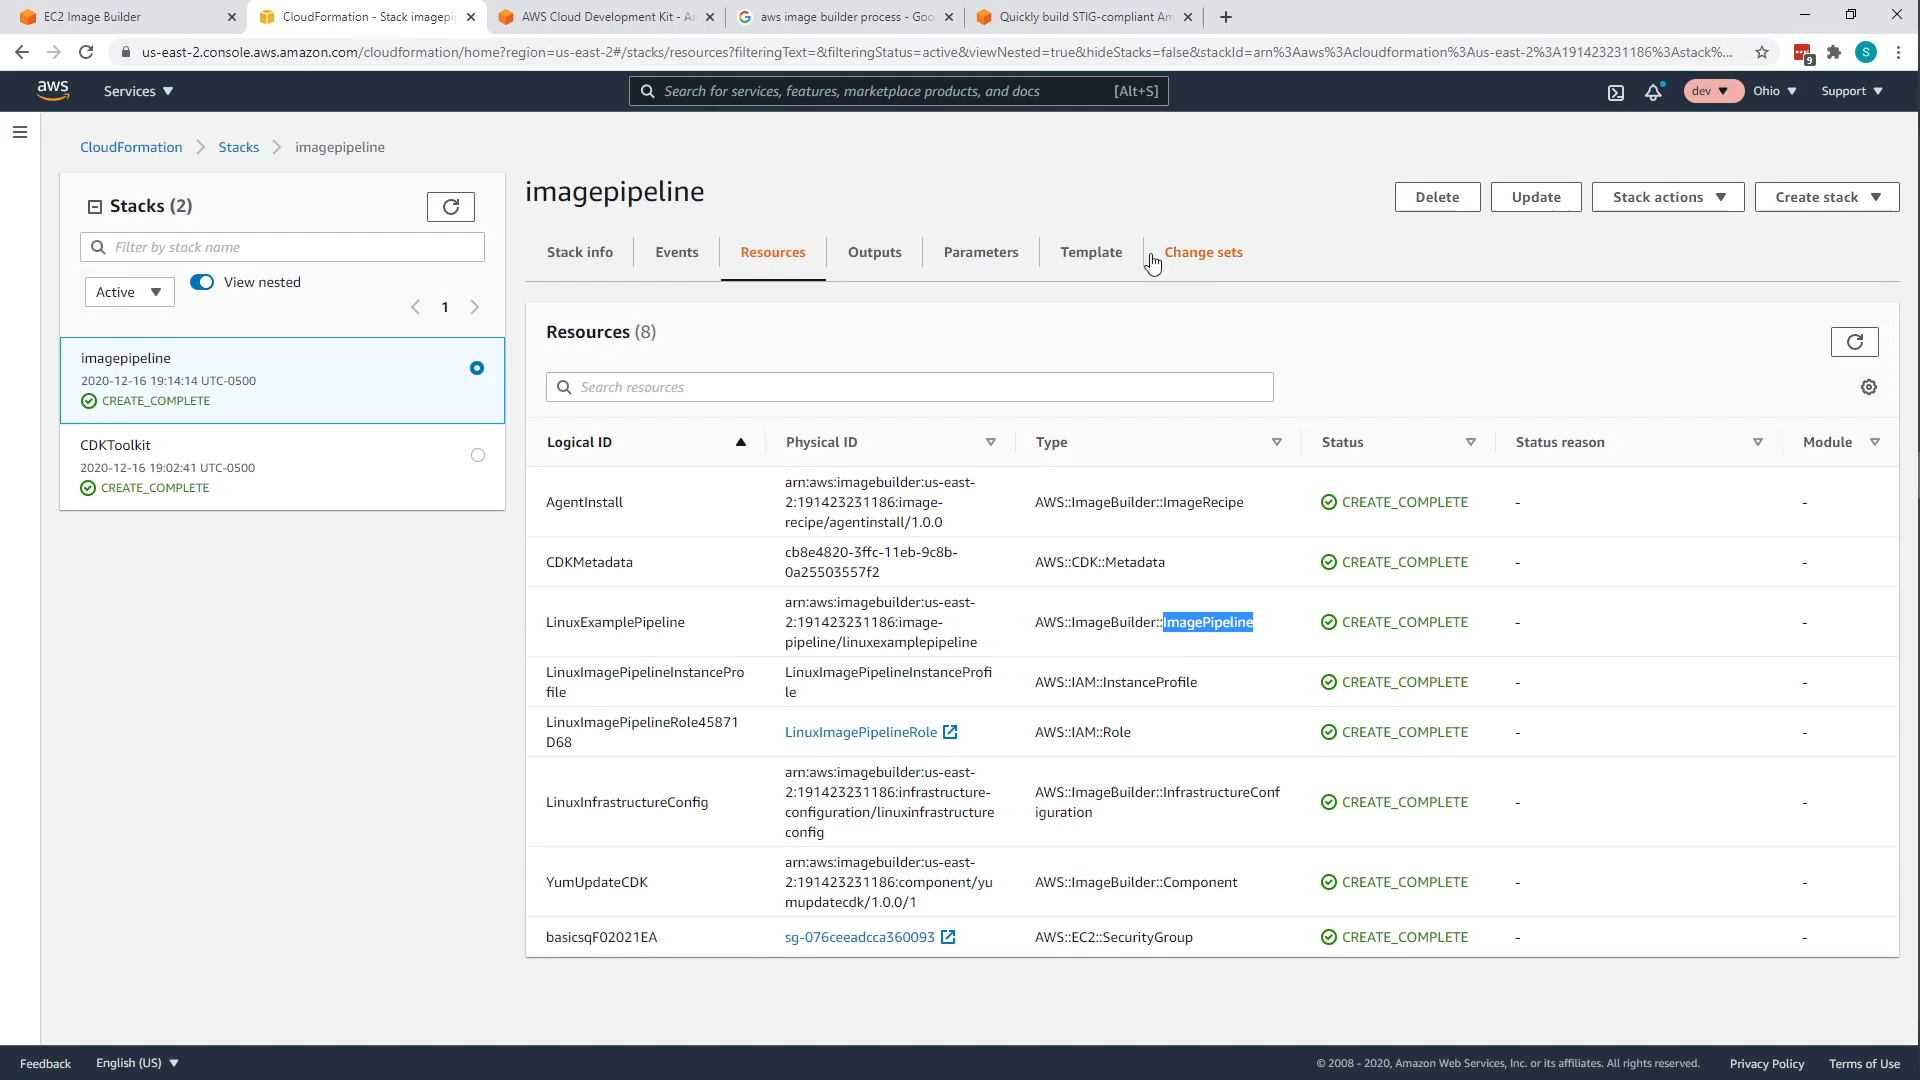 EC2 Image Builder
CloudFormation - Stack imagepip
AWS Cloud Development Kit - A
aws image builder process - Goo
Quickly build STIG-compliant Am
us-east-2.console.aws.amazon.com/cloudformation/home?region=us-east-2#/stacks/resources?filteringText=&filteringStatus=active&viewNested=true&hideStacks=false&stackId=arn%3Aaws%3Acloudformation%3Aus-east-2%3A191423231186%3Astack%...
9
S
aws
Services
Search for services, features, marketplace products, and docs
[Alt+S]
dev
Ohio
Support
CloudFormation
Stacks
imagepipeline
Stacks (2)
Filter by stack name
Active
View nested
1
imagepipeline
2020-12-16 19:14:14 UTC-0500
CREATE_COMPLETE
CDKToolkit
2020-12-16 19:02:41 UTC-0500
CREATE_COMPLETE
imagepipeline
Delete
Update
Stack actions
Create stack
Stack info
Events
Resources
Outputs
Parameters
Template
Change sets
Resources (8)
Search resources
Logical ID
Physical ID
Type
Status
Status reason
Module
AgentInstall
arn:aws:imagebuilder:us-east-
2:191423231186:image-
recipe/agentinstall/1.0.0
AWS::ImageBuilder::ImageRecipe
CREATE_COMPLETE
-
-
CDKMetadata
cb8e4820-3ffc-11eb-9c8b-
0a25503557f2
AWS::CDK::Metadata
CREATE_COMPLETE
-
-
LinuxExamplePipeline
arn:aws:imagebuilder:us-east-
2:191423231186:image-
pipeline/linuxexamplepipeline
AWS::ImageBuilder::ImagePipeline
CREATE_COMPLETE
-
-
LinuxImagePipelineInstancePro
file
LinuxImagePipelineInstanceProfi
le
AWS::IAM::InstanceProfile
CREATE_COMPLETE
-
-
LinuxImagePipelineRole45871
D68
LinuxImagePipelineRole
AWS::IAM::Role
CREATE_COMPLETE
-
-
LinuxInfrastructureConfig
arn:aws:imagebuilder:us-east-
2:191423231186:infrastructure-
configuration/linuxinfrastructure
config
AWS::ImageBuilder::InfrastructureConf
iguration
CREATE_COMPLETE
-
-
YumUpdateCDK
arn:aws:imagebuilder:us-east-
2:191423231186:component/yu
mupdatecdk/1.0.0/1
AWS::ImageBuilder::Component
CREATE_COMPLETE
-
-
basicsqF02021EA
sg-076ceeadcca360093
AWS::EC2::SecurityGroup
CREATE_COMPLETE
-
-
Feedback
English (US)
© 2008 - 2020, Amazon Web Services, Inc. or its affiliates. All rights reserved.
Privacy Policy
Terms of Use